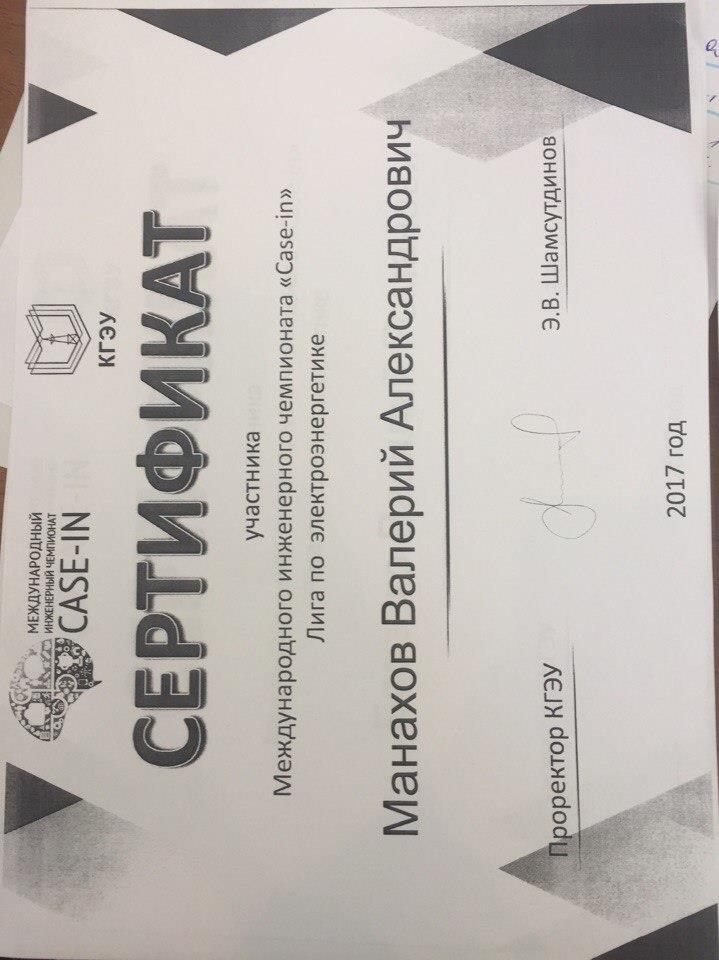 МЕЖДУНАРОДНЫЙ
ИНЖЕНЕРНЫЙ ЧЕМПИОНАТ
CASE-IN
КГЭУ
СЕРТИФИКАТ
участника
Международного инженерного чемпионата «Case-in»
Лига по электроэнергетике
Манахов Валерий Александрович
Проректор КГЭУ
Э.В. Шамсутдинов
2017 год